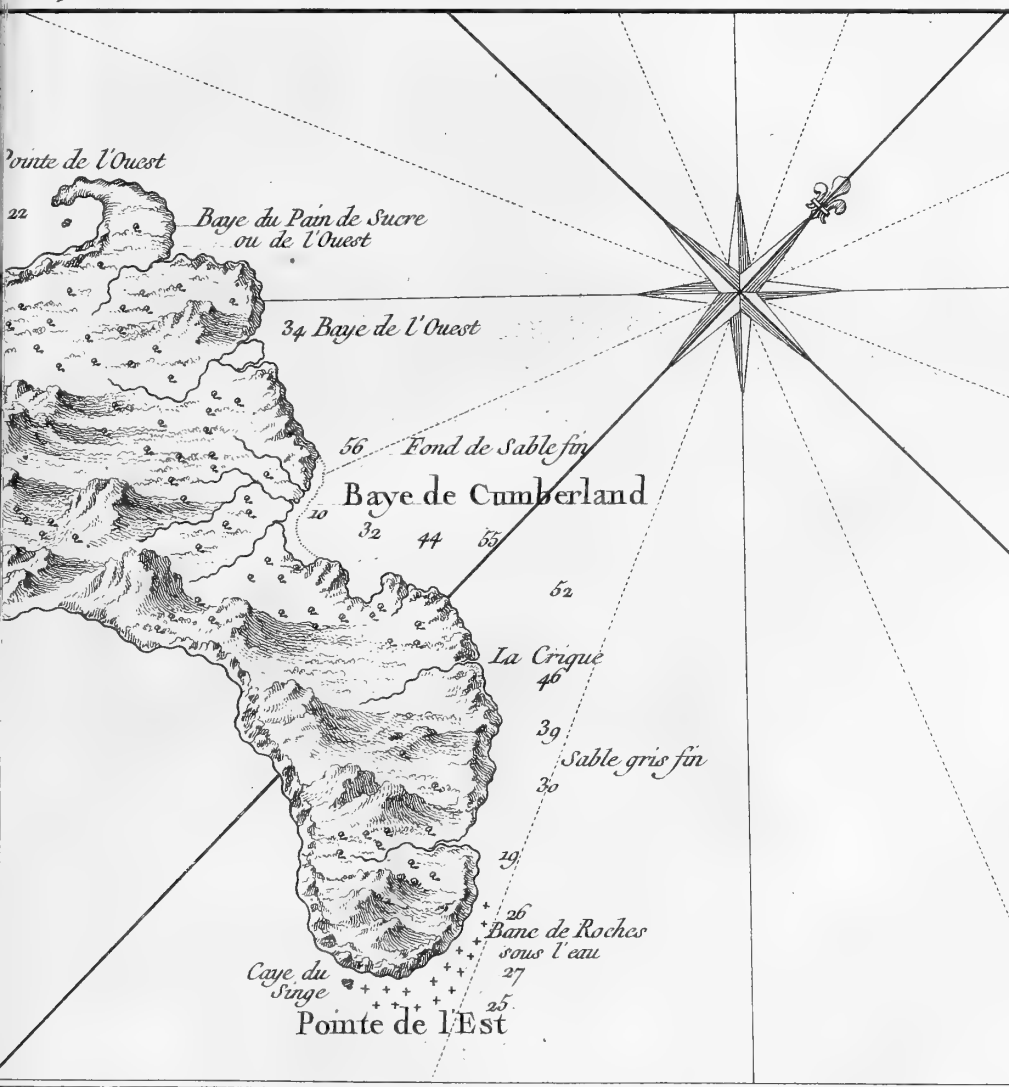 Pointe de l'Ouest
22
Baye du Pain de Sucre
ou de l'Ouest
34 Baye de l'Ouest
56 Fond de Sable fin
Baye de Cumberland
10
32 44 55
52
La Crique
46
39
Sable gris fin
30
19
26
Banc de Roches
sous l'eau
27
Caye du
Singe
25
Pointe de l'Est